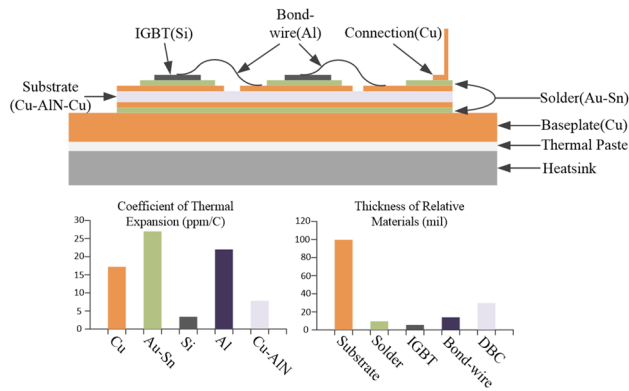 Bond-
wire(Al)
IGBT(Si)
Connection(Cu)
Substrate
(Cu-AlN-Cu)
Solder(Au-Sn)
Baseplate(Cu)
Thermal Paste
Heatsink
Coefficient of Thermal
Expansion (ppm/C)
30
25
20
15
10
5
0
Cu
Au-Sn
Si
Al
Cu-AlN
Thickness of Relative
Materials (mil)
120
100
80
60
40
20
0
Substrate
Solder
IGBT
Bond-wire
DBC